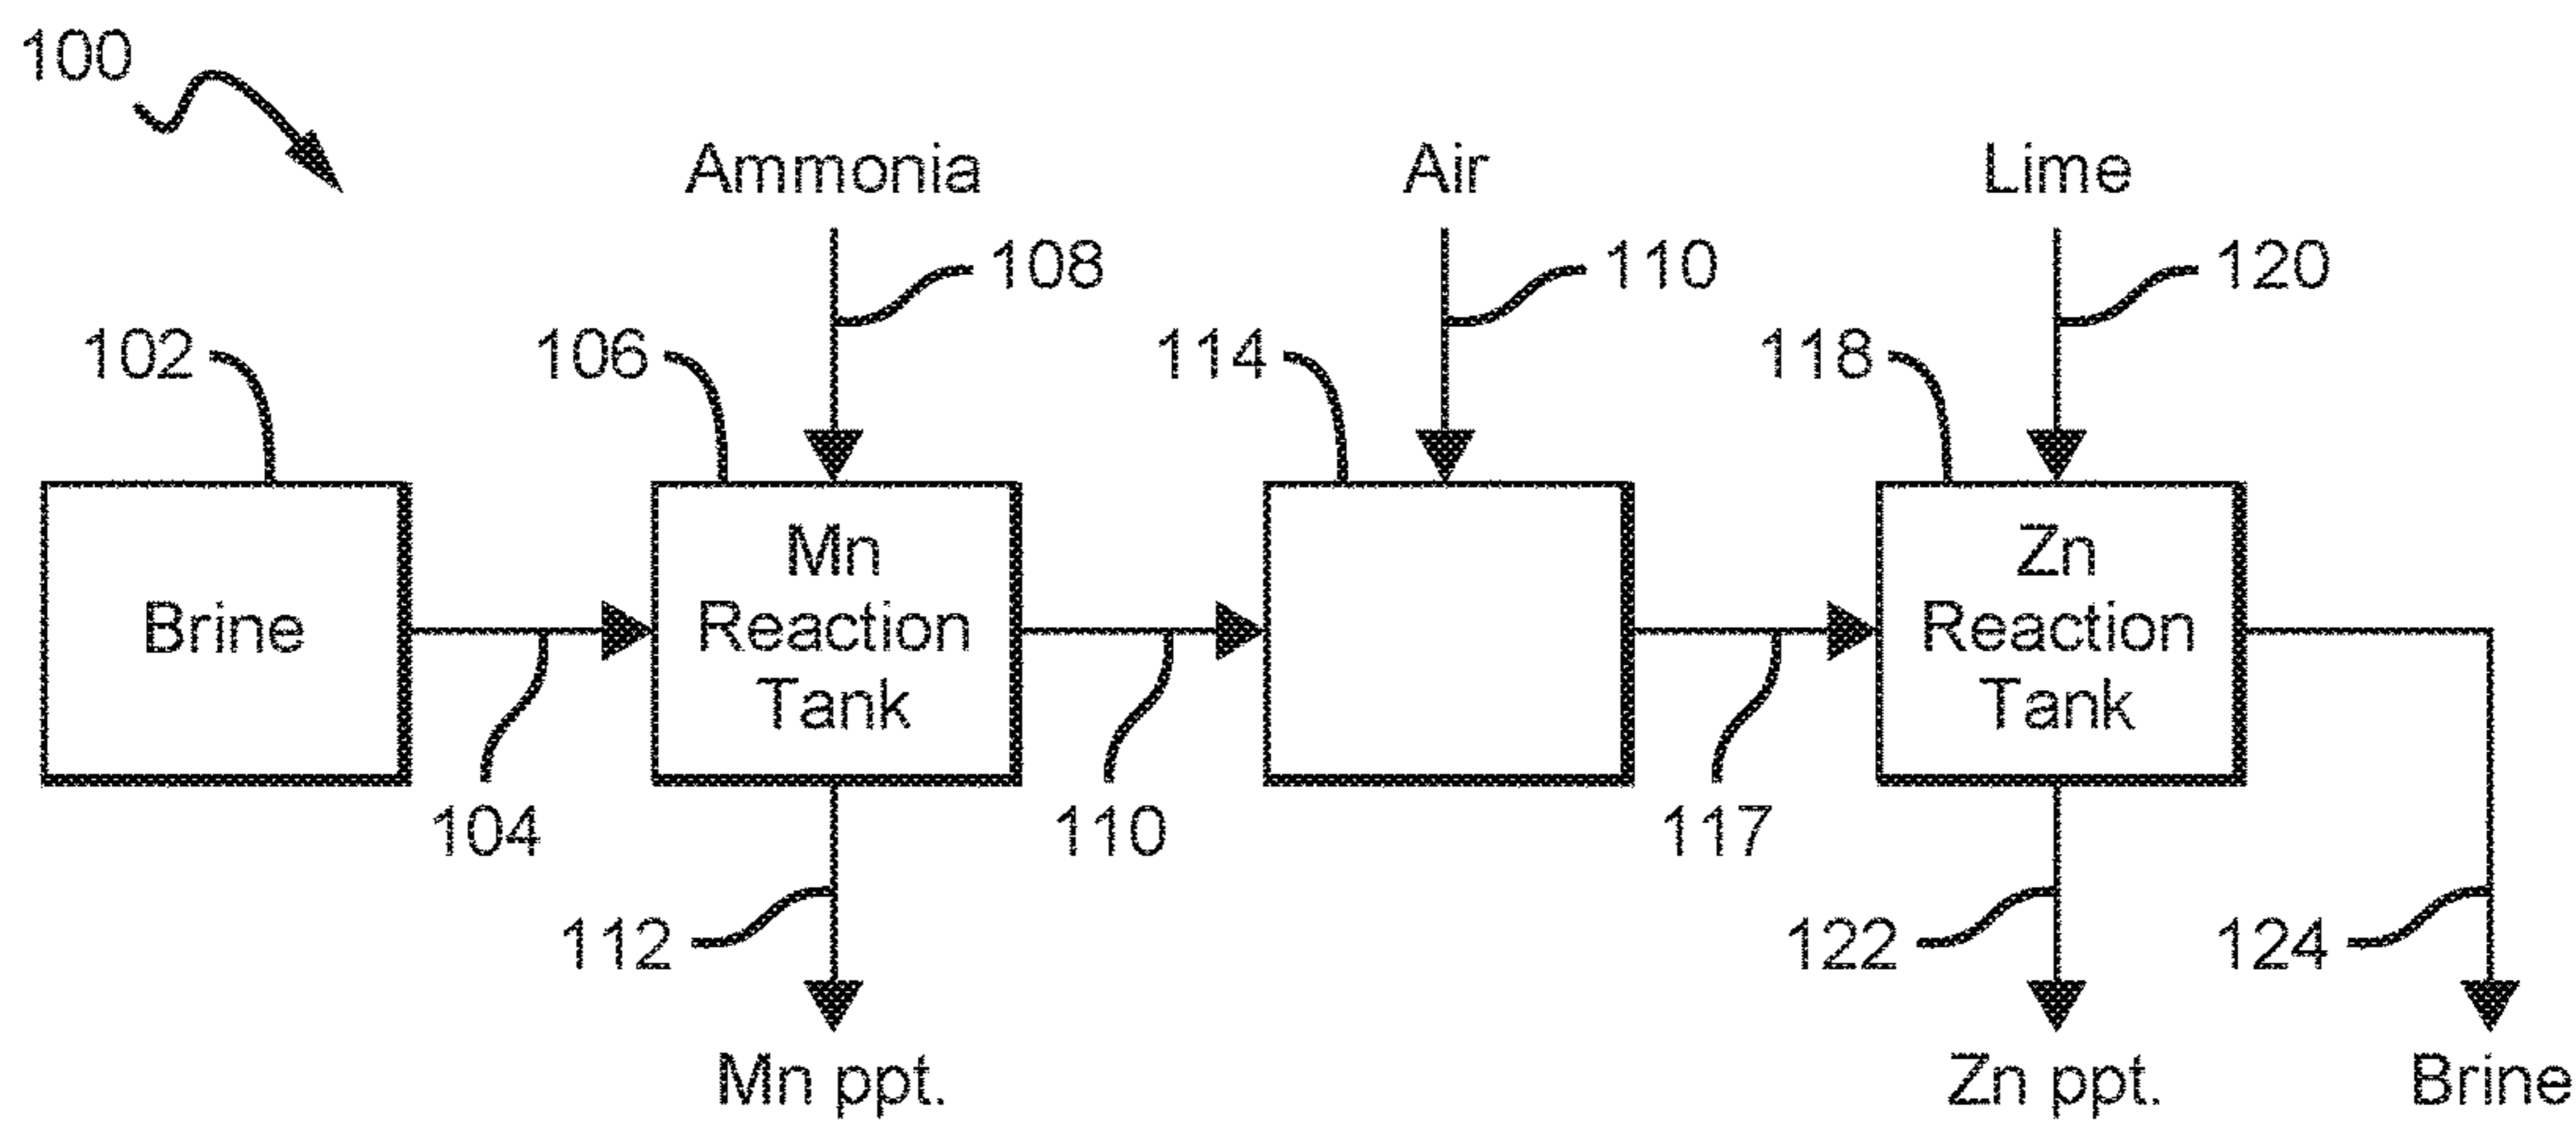 100
Ammonia
Air
Lime
108
110
120
102
106
114
118
Brine
Mn
Reaction
Tank
Zn
Reaction
Tank
104
110
117
112
122
124
Mn ppt.
Zn ppt.
Brine